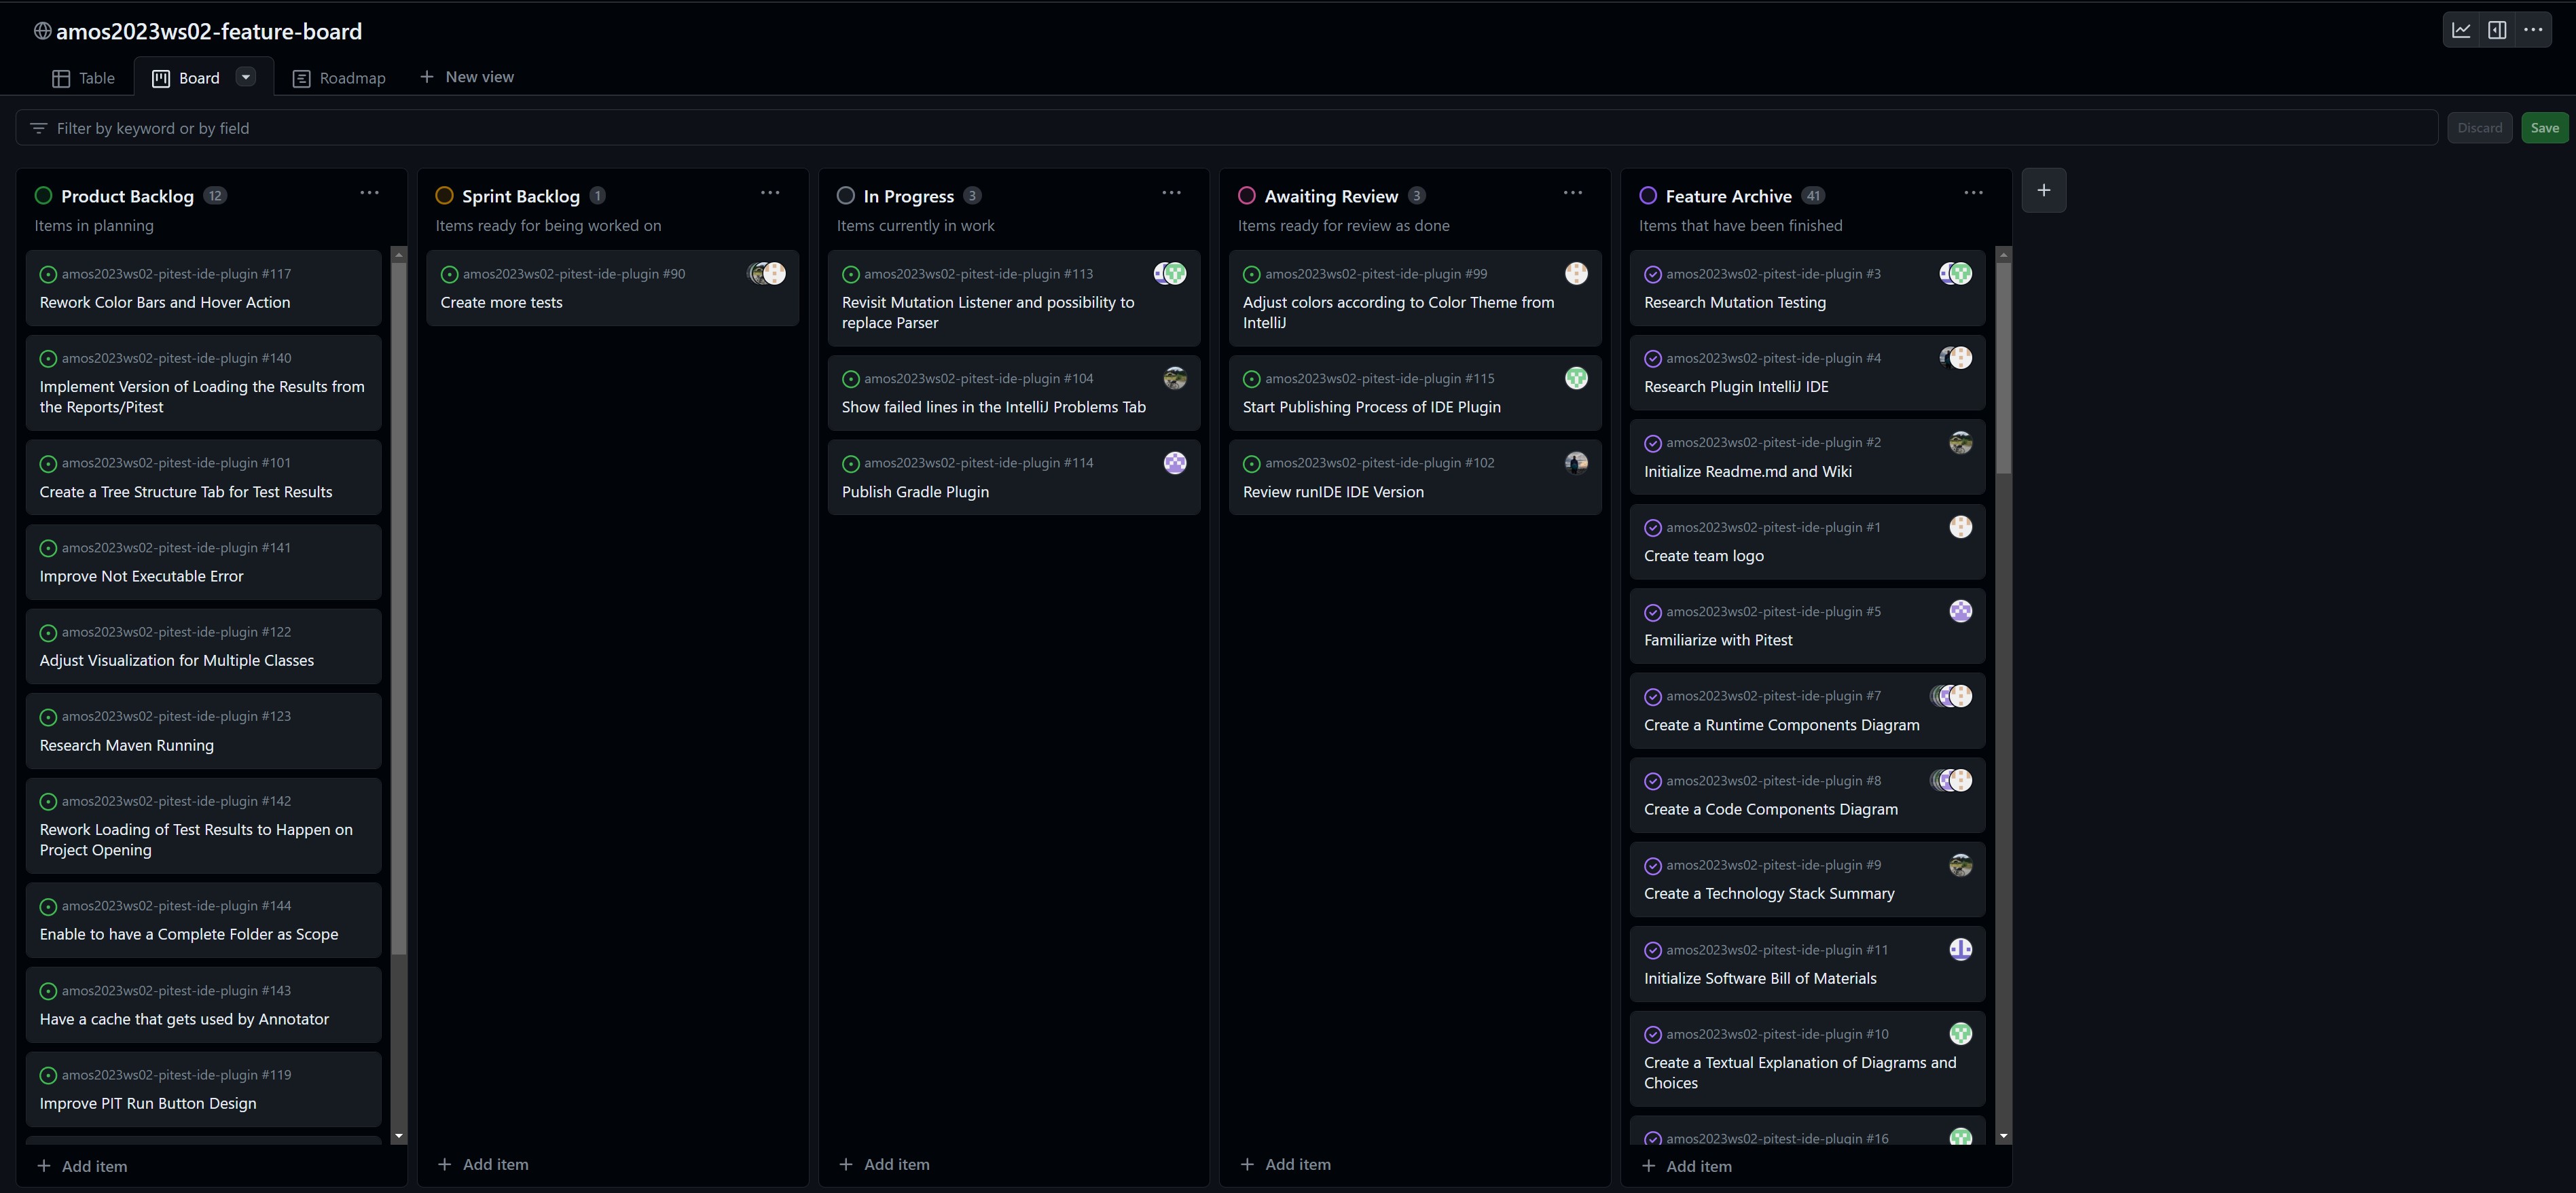 amos2023ws02-feature-board
Table
Board
Roadmap
New view
Filter by keyword or by field
Discard
Save
Product Backlog 12
Items in planning
amos2023ws02-pitest-ide-plugin #117
Rework Color Bars and Hover Action
amos2023ws02-pitest-ide-plugin #140
Implement Version of Loading the Results from
the Reports/Pitest
amos2023ws02-pitest-ide-plugin #101
Create a Tree Structure Tab for Test Results
amos2023ws02-pitest-ide-plugin #141
Improve Not Executable Error
amos2023ws02-pitest-ide-plugin #122
Adjust Visualization for Multiple Classes
amos2023ws02-pitest-ide-plugin #123
Research Maven Running
amos2023ws02-pitest-ide-plugin #142
Rework Loading of Test Results to Happen on
Project Opening
amos2023ws02-pitest-ide-plugin #144
Enable to have a Complete Folder as Scope
amos2023ws02-pitest-ide-plugin #143
Have a cache that gets used by Annotator
amos2023ws02-pitest-ide-plugin #119
Improve PIT Run Button Design
Add item
Sprint Backlog 1
Items ready for being worked on
amos2023ws02-pitest-ide-plugin #90
Create more tests
Add item
In Progress 3
Items currently in work
amos2023ws02-pitest-ide-plugin #113
Revisit Mutation Listener and possibility to
replace Parser
amos2023ws02-pitest-ide-plugin #104
Show failed lines in the IntelliJ Problems Tab
amos2023ws02-pitest-ide-plugin #114
Publish Gradle Plugin
Add item
Awaiting Review 3
Items ready for review as done
amos2023ws02-pitest-ide-plugin #99
Adjust colors according to Color Theme from
IntelliJ
amos2023ws02-pitest-ide-plugin #115
Start Publishing Process of IDE Plugin
amos2023ws02-pitest-ide-plugin #102
Review runIDE IDE Version
Add item
Feature Archive 41
Items that have been finished
amos2023ws02-pitest-ide-plugin #3
Research Mutation Testing
amos2023ws02-pitest-ide-plugin #4
Research Plugin IntelliJ IDE
amos2023ws02-pitest-ide-plugin #2
Initialize Readme.md and Wiki
amos2023ws02-pitest-ide-plugin #1
Create team logo
amos2023ws02-pitest-ide-plugin #5
Familiarize with Pitest
amos2023ws02-pitest-ide-plugin #7
Create a Runtime Components Diagram
amos2023ws02-pitest-ide-plugin #8
Create a Code Components Diagram
amos2023ws02-pitest-ide-plugin #9
Create a Technology Stack Summary
amos2023ws02-pitest-ide-plugin #11
Initialize Software Bill of Materials
amos2023ws02-pitest-ide-plugin #10
Create a Textual Explanation of Diagrams and
Choices
amos2023ws02-pitest-ide-plugin #16
Add item